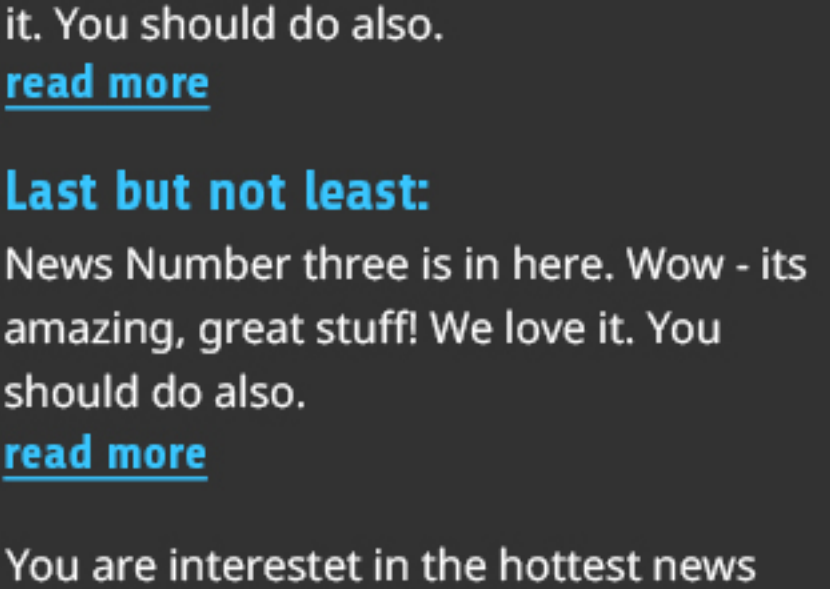 it. You should do also.
read more
Last but not least:
News Number three is in here. Wow - its
amazing, great stuff! We love it. You
should do also.
read more
You are interestet in the hottest news